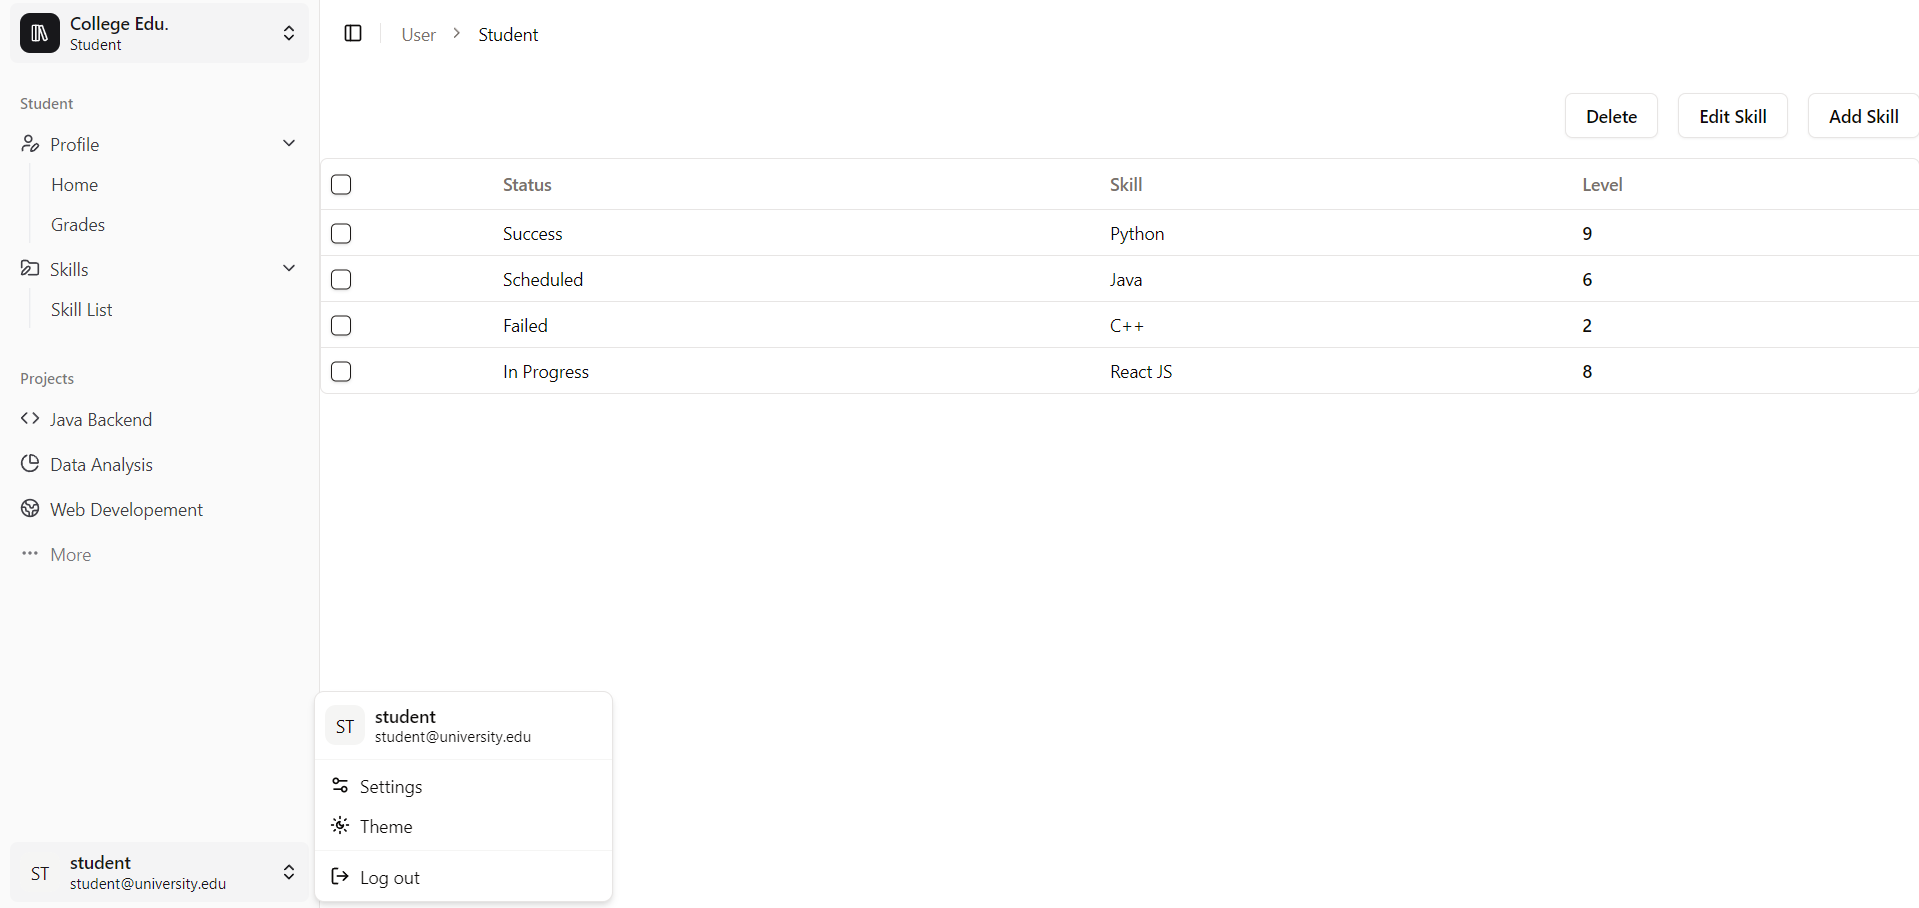 College Edu.
Student
User
Student
Student
Profile
Home
Grades
Skills
Skill List
Projects
Java Backend
Data Analysis
Web Developement
More
Delete
Edit Skill
Add Skill
Status Skill Level
Success Python 9
Scheduled Java 6
Failed C++ 2
In Progress React JS 8
ST
student
student@university.edu
Settings
Theme
Log out
ST
student
student@university.edu